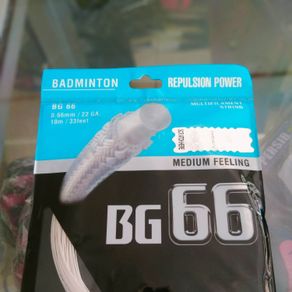 BADMINTON
REPULSION POWER
BG 66
0.66mm / 22 GA.
10m / 33feet
MULTIFILAMENT
STRING
MEDIUM FEELING
BG 66